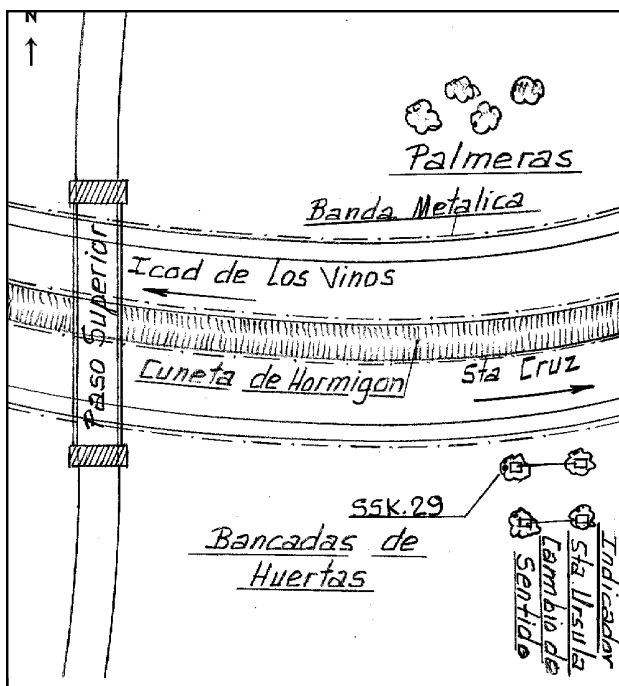 N
Palmeras
Banda Metalica
Icod de Los Vinos
Paso Superior
Cuneta de Hormigon
Sta Cruz
SSK.29
Bancadas de
Huertas
Indicador
Sta Ursula
Cambio de
Sentido